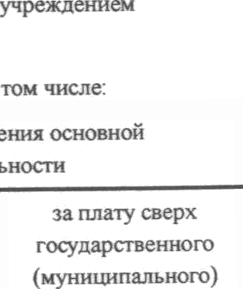 учреждением
том числе:
ения основной
ьности
за плату сверх
государственного
(муниципального)